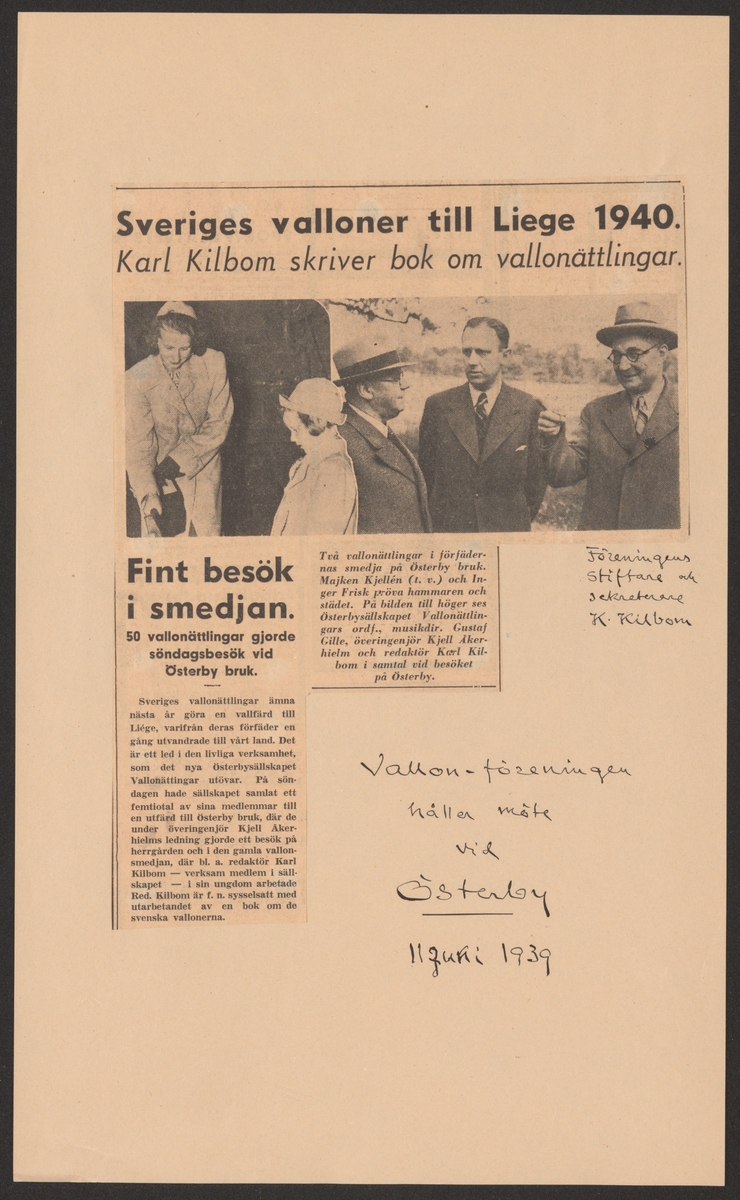 Sveriges valloner till Liege 1940.
Karl Kilbom skriver bok om vallonättlingar.
Fint besök
i smedjan.
50 vallonättlingar gjorde
söndagsbesök vid
Österby bruk.
Sveriges vallonättlingar ämna
nästa år göra en vallfärd till
Liége, varifrån deras förfäder en
gång utvandrade till vårt land. Det
är ett led i den livliga verksamhet,
som det nya Österbysällskapet
Vallonättingar utövar. På sön-
dagen hade sällskapet samlat ett
femtiotal av sina medlemmar till
en utfärd till Österby bruk, där de
under överingenjör Kjell Åker-
hielms ledning gjorde ett besök på
herrgården och i den gamla vallon-
smedjan, där bl. a. redaktör Karl
Kilbom — verksam medlem i säll-
skapet — i sin ungdom arbetade
Red. Kilbom är f. n. sysselsatt med
utarbetandet av en bok om de
svenska vallonerna.
Två vallonättlingar i förfäder-
nas smedja på Österby bruk.
Majken Kjellén (t. v.) och In-
ger Frisk pröva hammaren och
städet. På bilden till höger ses
Österbysällskapet Vallonättlin-
gars ordf., musikdir. Gustaf
Gille, överingenjör Kjell Åker-
hielm och redaktör Karl Kil-
bom i samtal vid besöket
på Österby.
Föreningens
Stiftare och
sekreterare
K. Kilbom
Vallon-föreningen
håller möte
vid
Österby
11 Juni 1939